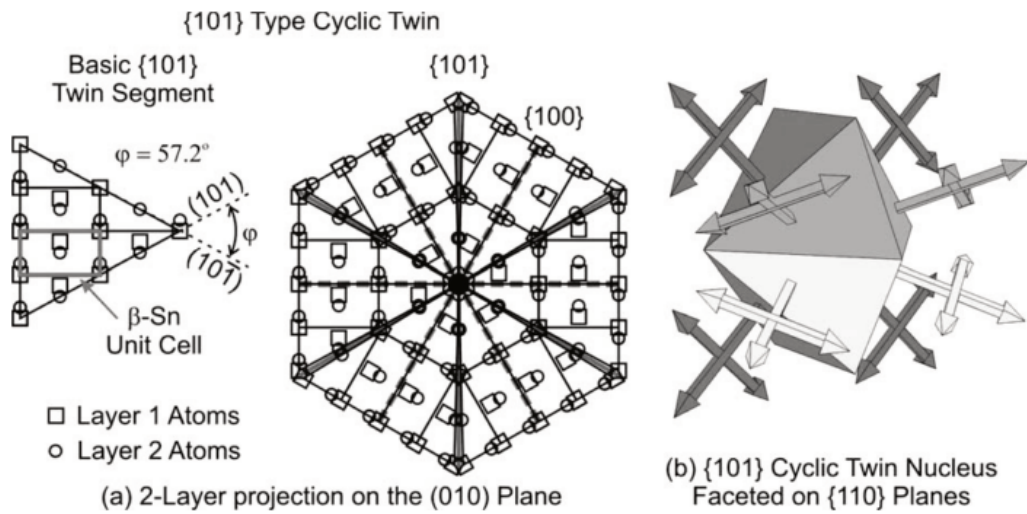 {101} Type Cyclic Twin
Basic {101}
Twin Segment
φ = 57.2°
(101)
φ
(101)
β-Sn
Unit Cell
Layer 1 Atoms
Layer 2 Atoms
{101}
{100}
(a) 2-Layer projection on the (010) Plane
(b) {101} Cyclic Twin Nucleus
Faceted on {110} Planes